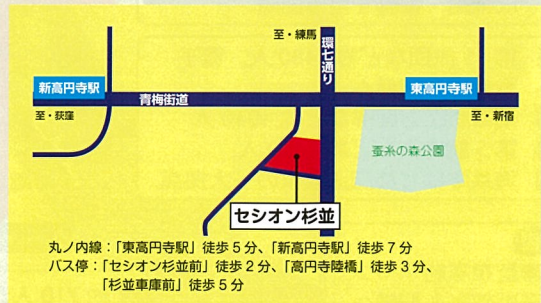 至・練馬
環七通り
新高円寺駅
東高円寺駅
青梅街道
至・荻窪
至・新宿
蚕糸の森公園
セシオン杉並
丸ノ内線：「東高円寺駅」徒歩5分、「新高円寺駅」徒歩7分
バス停：「セシオン杉並前」徒歩2分、「高円寺陸橋」徒歩3分、
「杉並車庫前」徒歩5分